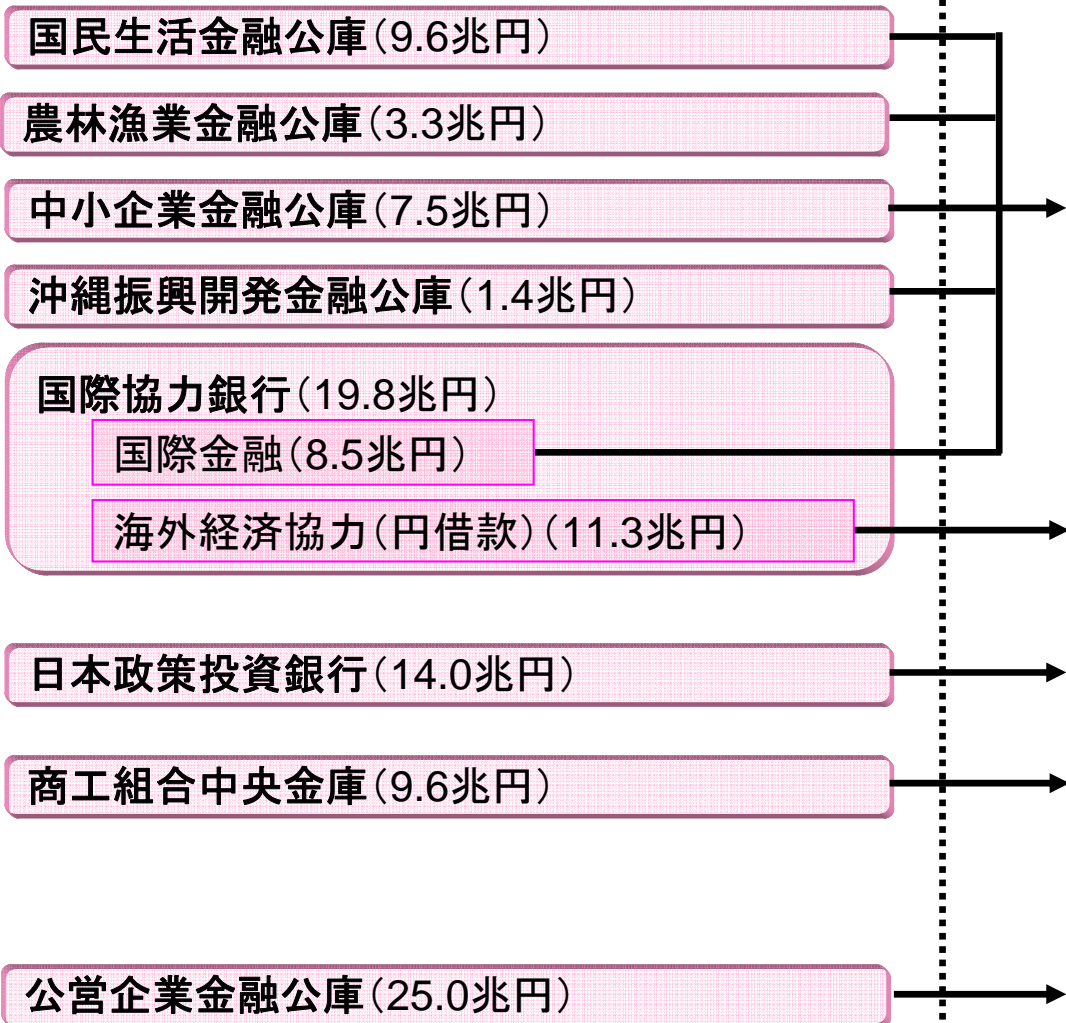 国民生活金融公庫（9.6兆円）
農林漁業金融公庫（3.3兆円）
中小企業金融公庫（7.5兆円）
沖縄振興開発金融公庫（1.4兆円）
国際協力銀行（19.8兆円）
国際金融（8.5兆円）
海外経済協力（円借款）（11.3兆円）
日本政策投資銀行（14.0兆円）
商工組合中央金庫（9.6兆円）
公営企業金融公庫（25.0兆円）